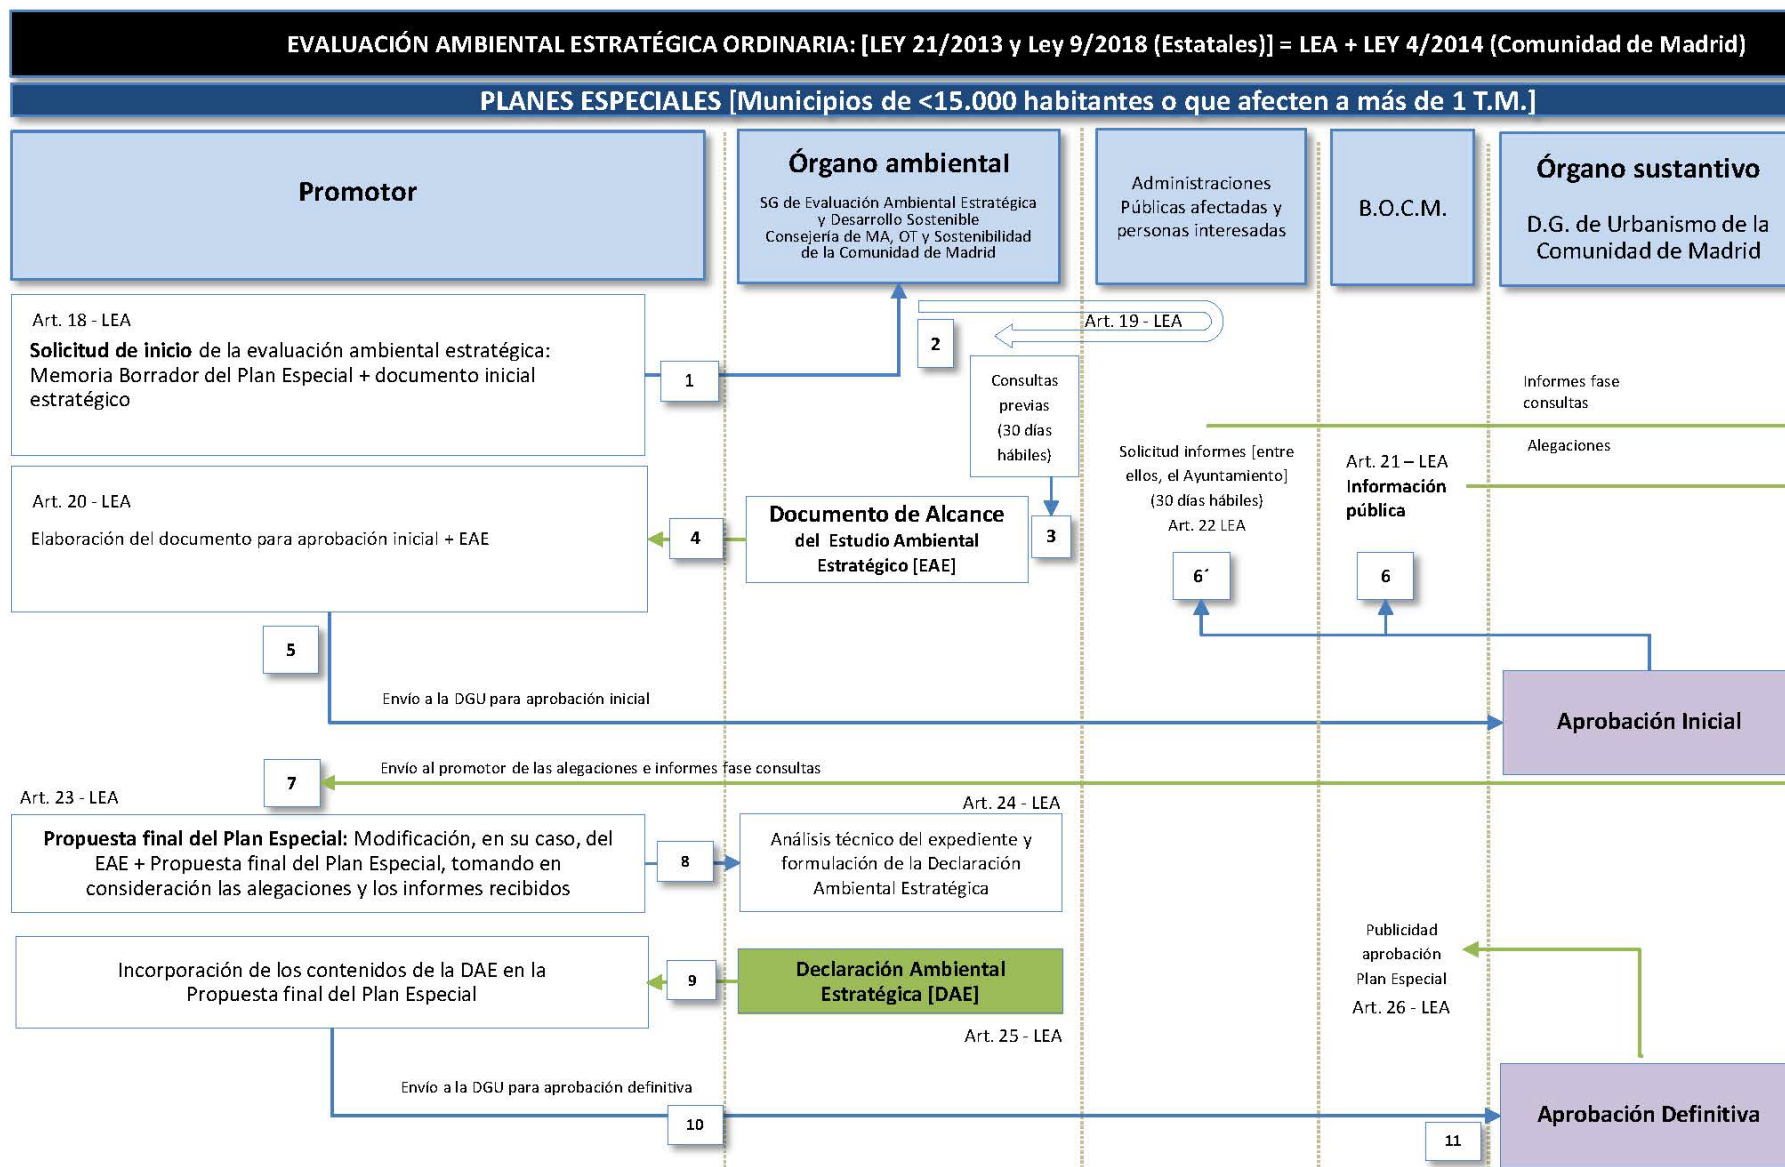 EVALUACIÓN AMBIENTAL ESTRATÉGICA ORDINARIA: [LEY 21/2013 y Ley 9/2018 (Estatales)] = LEA + LEY 4/2014 (Comunidad de Madrid)
PLANES ESPECIALES [Municipios de <15.000 habitantes o que afecten a más de 1 T.M.]
Promotor
Órgano ambiental
SG de Evaluación Ambiental Estratégica
y Desarrollo Sostenible
Consejería de MA, OT y Sostenibilidad
de la Comunidad de Madrid
Administraciones
Públicas afectadas y
personas interesadas
B.O.C.M.
Órgano sustantivo
D.G. de Urbanismo de la
Comunidad de Madrid
Art. 18 - LEA
Solicitud de inicio de la evaluación ambiental estratégica:
Memoria Borrador del Plan Especial + documento inicial
estratégico
1
2
Art. 19 - LEA
Consultas
previas
(30 días
hábiles)
Informes fase
consultas
Alegaciones
Solicitud informes [entre
ellos, el Ayuntamiento]
(30 días hábiles)
Art. 22 LEA
Art. 21 – LEA
Información
pública
Art. 20 - LEA
Elaboración del documento para aprobación inicial + EAE
4
Documento de Alcance
del Estudio Ambiental
Estratégico [EAE]
3
6´
6
5
Envío a la DGU para aprobación inicial
Aprobación Inicial
7
Envío al promotor de las alegaciones e informes fase consultas
Art. 23 - LEA
Propuesta final del Plan Especial: Modificación, en su caso, del
EAE + Propuesta final del Plan Especial, tomando en
consideración las alegaciones y los informes recibidos
8
Art. 24 - LEA
Análisis técnico del expediente y
formulación de la Declaración
Ambiental Estratégica
Incorporación de los contenidos de la DAE en la
Propuesta final del Plan Especial
9
Declaración Ambiental
Estratégica [DAE]
Art. 25 - LEA
Publicidad
aprobación
Plan Especial
Art. 26 - LEA
Envío a la DGU para aprobación definitiva
10
11
Aprobación Definitiva